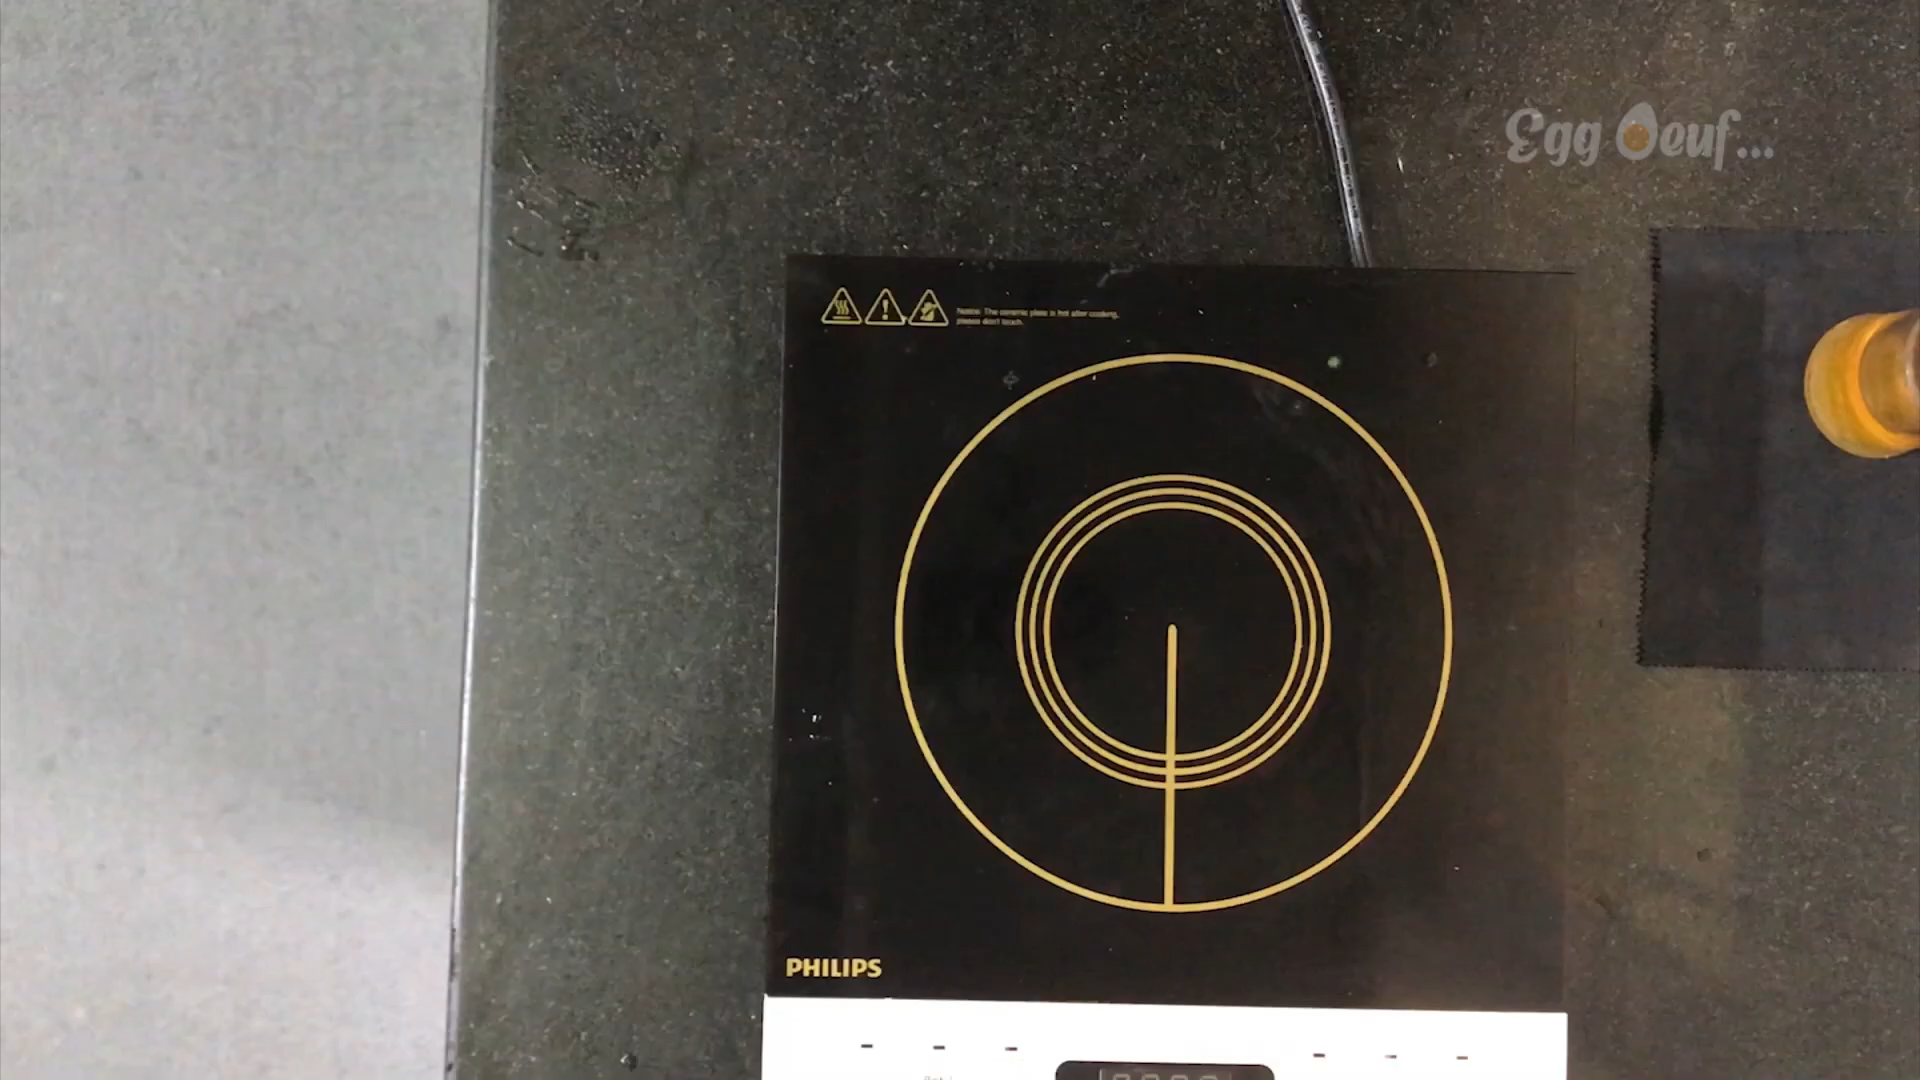 Egg Oeuf...
Notice: The ceramic plate is hot after cooking,
please don't touch.
PHILIPS